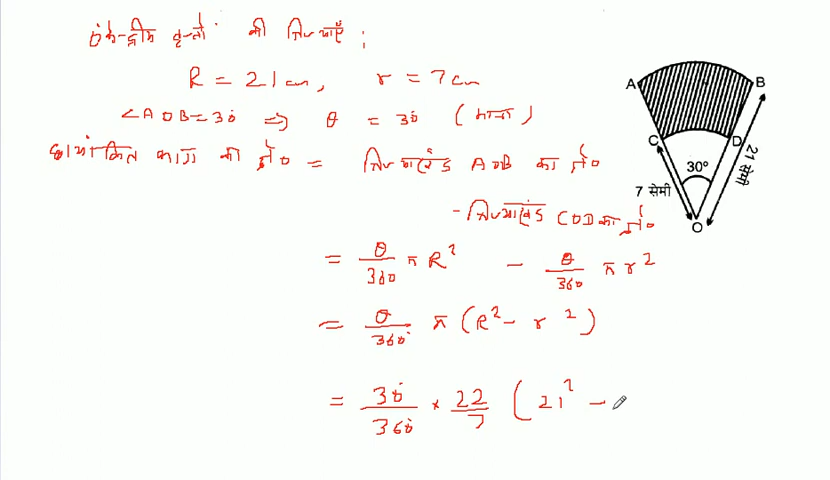 की त्रिज्याएँ ;
R = 21 cm, r = 7 cm
∠AOB = 30° ⇒ θ = 30° (माना)
छायांकित भाग का क्षे० = त्रिज्यखंड AOB का क्षे०
- त्रिज्यखंड COD का क्षे०
= θ/360 π R² - θ/360 π r²
= θ/360° π (R² - r²)
= 30°/360° × 22/7 (21² -
A
B
C
D
30°
7 सेमी
21 सेमी
O